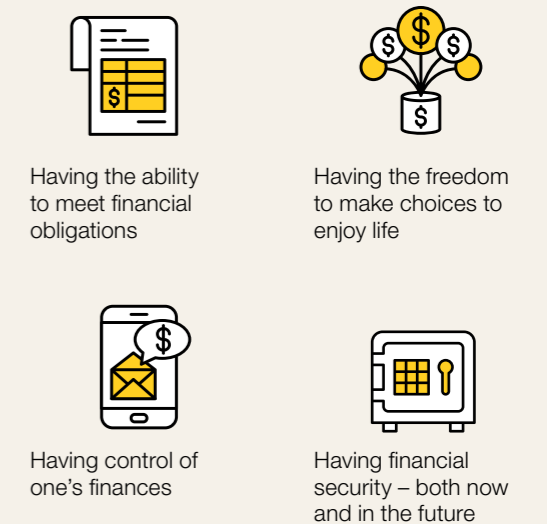 $
$
$
$
$
Having the ability
to meet financial
obligations
Having the freedom
to make choices to
enjoy life
$
Having control of
one's finances
Having financial
security – both now
and in the future